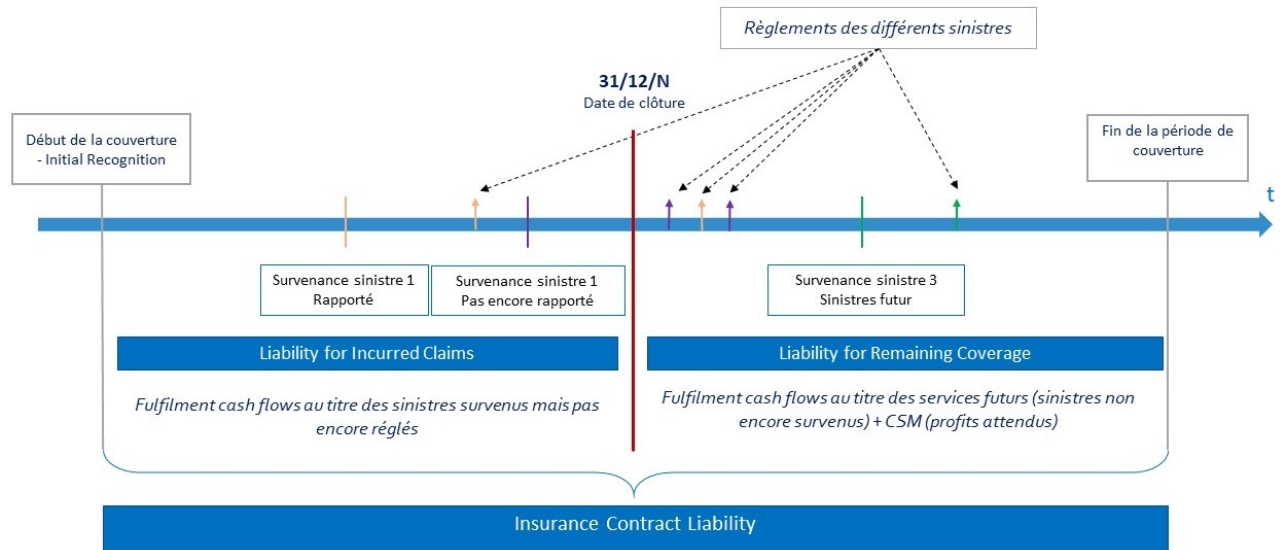 Règlements des différents sinistres
31/12/N
Date de clôture
Début de la couverture
- Initial Recognition
Fin de la période de
couverture
t
Survenance sinistre 1
Rapporté
Survenance sinistre 1
Pas encore rapporté
Survenance sinistre 3
Sinistres futur
Liability for Incurred Claims
Liability for Remaining Coverage
Fulfilment cash flows au titre des sinistres survenus mais pas
encore réglés
Fulfilment cash flows au titre des services futurs (sinistres non
encore survenus) + CSM (profits attendus)
Insurance Contract Liability